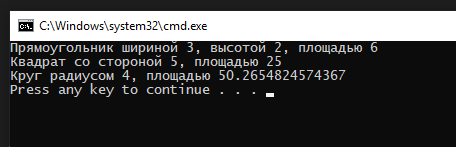 C:\Windows\system32\cmd.exe
Прямоугольник шириной 3, высотой 2, площадью 6
Квадрат со стороной 5, площадью 25
Круг радиусом 4, площадью 50.2654824574367
Press any key to continue . . .